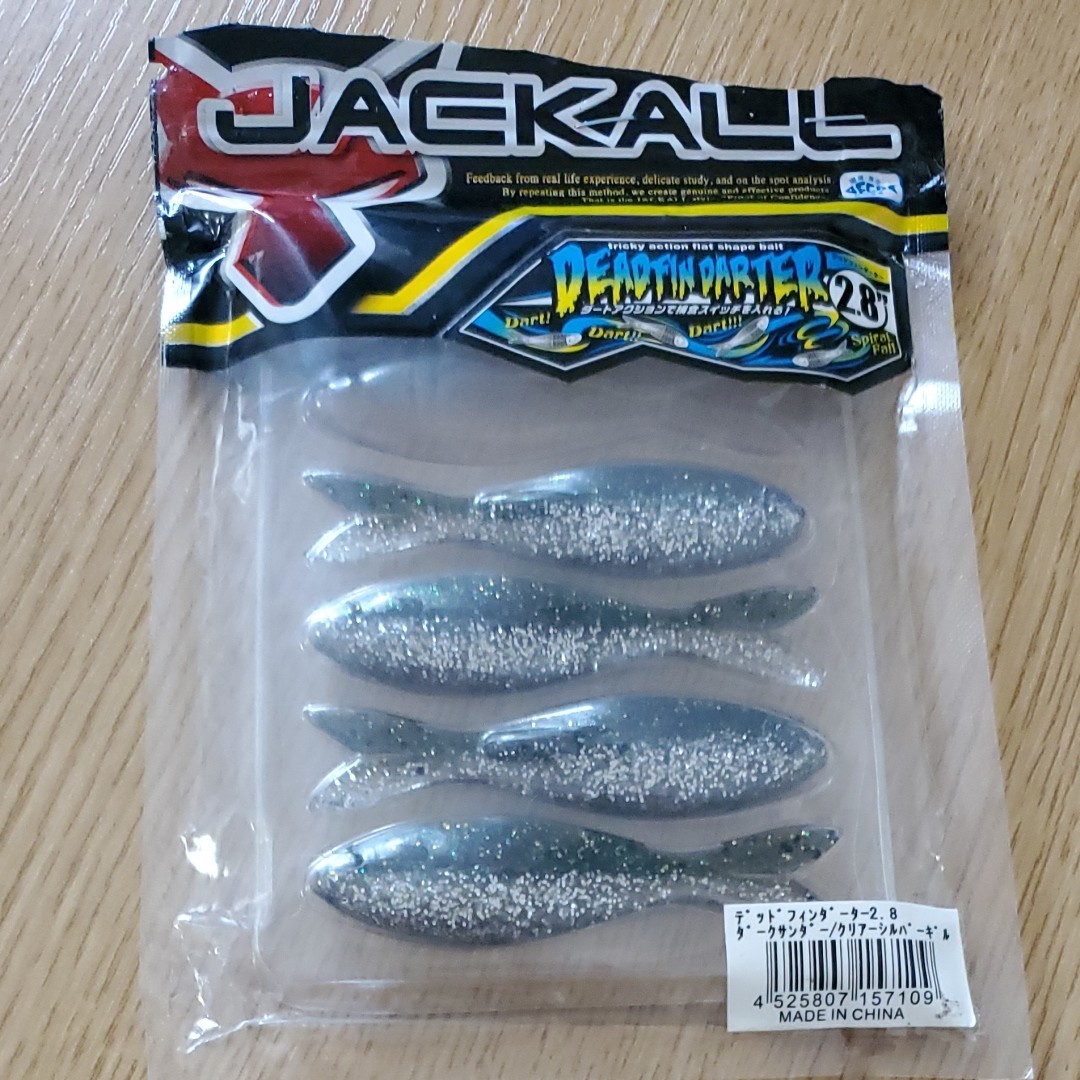 JACKALL
Feedback from real life experience, delicate study, and on the spot analysis
By repeating this method, we create genuine and effective products
tricky action flat shape bait
DEADFIN DARTER
2.8"
ダートアクションで捕食スイッチを入れる!
Dart! Dart!! Dart!!!
Spiral Fall
デッドフィンダーター2.8
ダークサンダー/クリアーシルバーギル
4 525807 157109
MADE IN CHINA